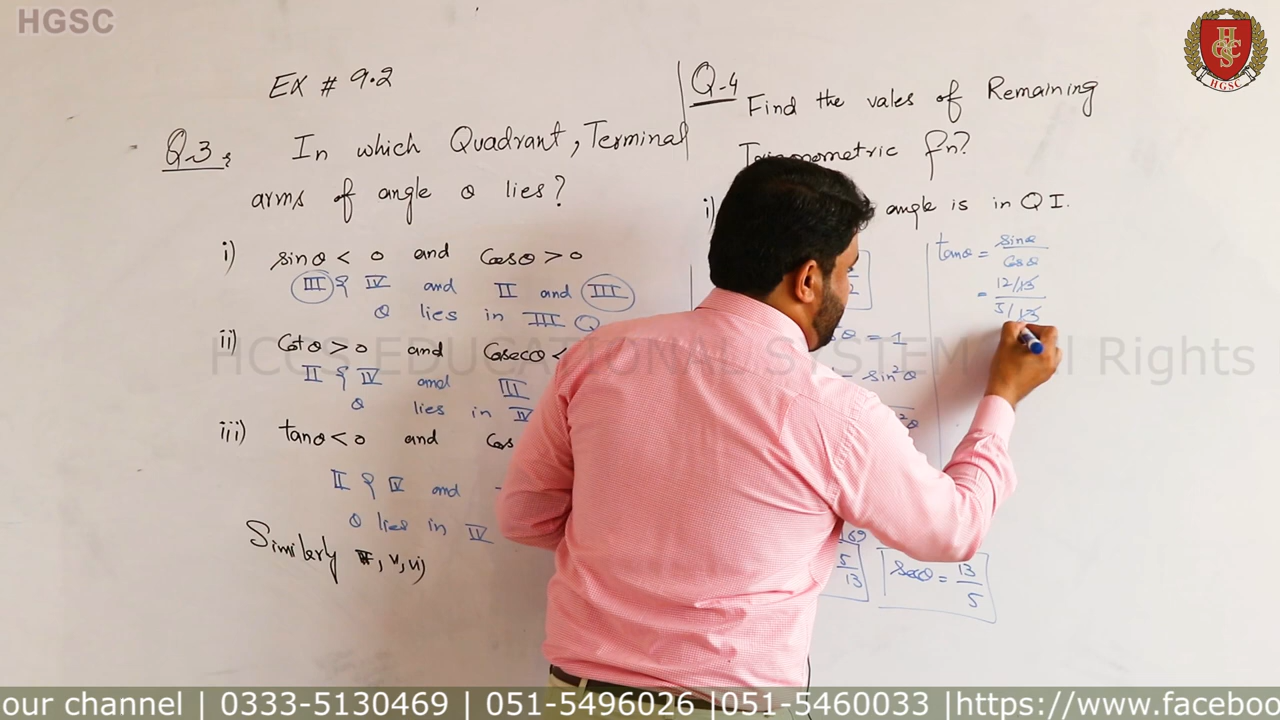 HGSC
HGSC
EX # 9.2
Q.3: In which Quadrant, Terminal
arms of angle θ lies?
i) sinθ < 0 and cosθ > 0
III & IV and II and III
θ lies in III Q
ii) Cotθ > 0 and Cosecθ <
II & IV and III
θ lies in IV
iii) tanθ < 0 and cos
II & IV and
θ lies in IV
Similerly , v, vi)
Q.4 Find the vales of Remaining
Trigonometric fn?
i) angle is in Q I.
θ = 1
- sin²θ
169
5/13
secθ = 13/5
tanθ = sinθ/cosθ
= 12/13 / 5/13
HCCS EDUCATIONAL SYSTEM All Rights
our channel | 0333-5130469 | 051-5496026 |051-5460033 |https://www.faceboo